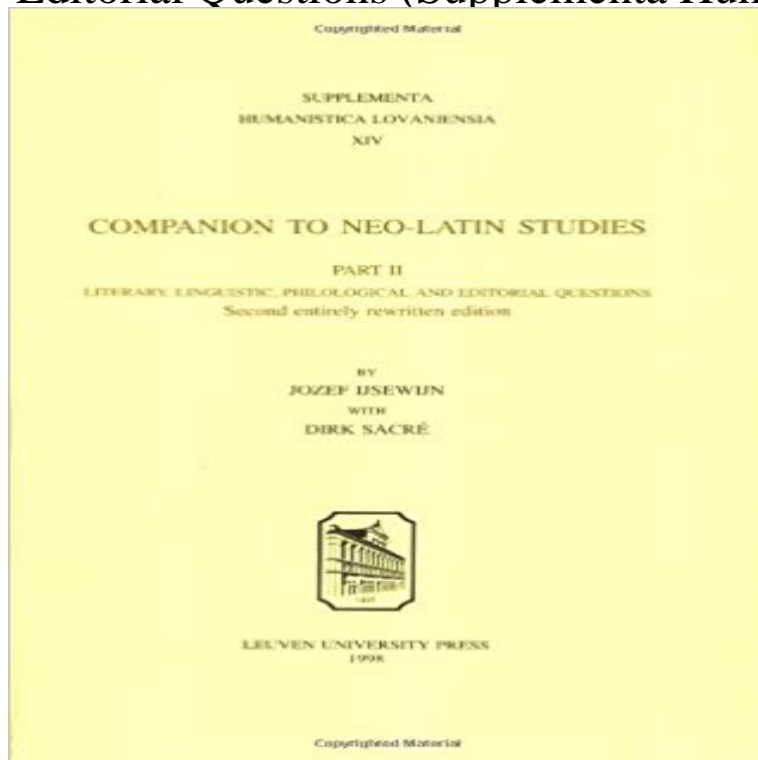 Editorial Questions (Supplementa Hum
Copyrighted Material
SUPPLEMENTA
HUMANISTICA LOVANIENSIA
XIV
COMPANION TO NEO-LATIN STUDIES
PART II
LITERARY, LINGUISTIC, PHILOLOGICAL AND EDITORIAL QUESTIONS
Second entirely rewritten edition
BY
JOZEF IJSEWIJN
WITH
DIRK SACRÉ
LEUVEN UNIVERSITY PRESS
1998
Copyrighted Material